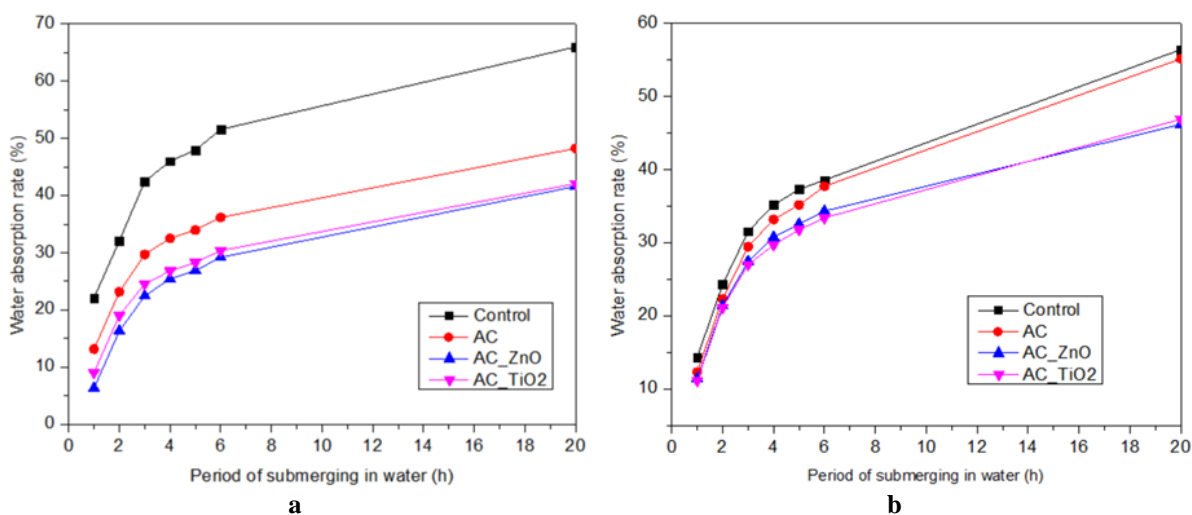 70
60
50
40
30
20
10
0
Water absorption rate (%)
0 2 4 6 8 10 12 14 16 18 20
Period of submerging in water (h)
Control
AC
AC_ZnO
AC_TiO2
a
60
50
40
30
20
10
Water absorption rate (%)
0 2 4 6 8 10 12 14 16 18 20
Period of submerging in water (h)
Control
AC
AC_ZnO
AC_TiO2
b